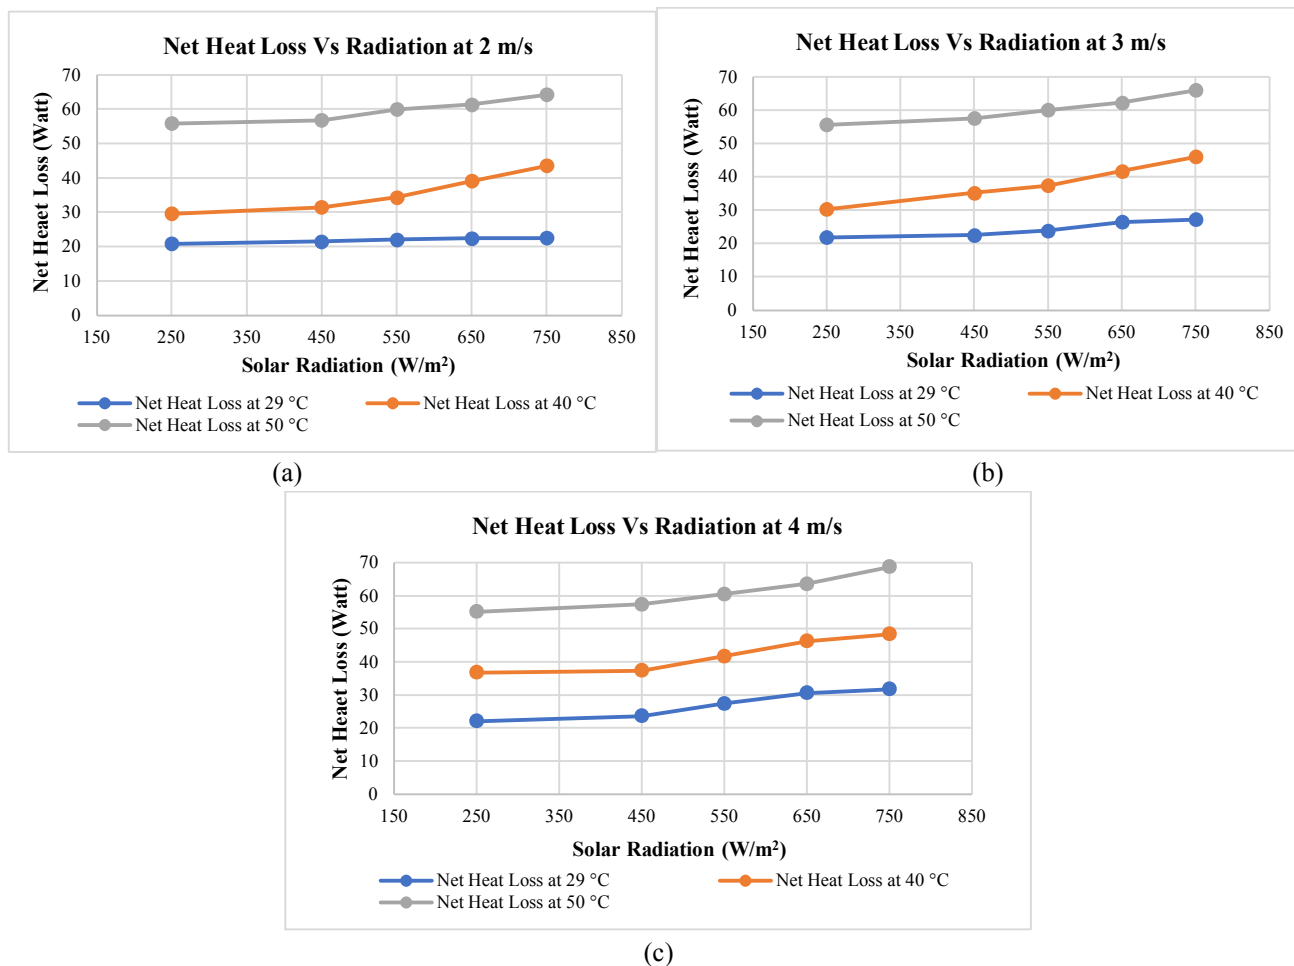 Net Heat Loss Vs Radiation at 2 m/s
Net Heaet Loss (Watt)
70
60
50
40
30
20
10
0
150 250 350 450 550 650 750 850
Solar Radiation (W/m²)
Net Heat Loss at 29 °C
Net Heat Loss at 40 °C
Net Heat Loss at 50 °C
(a)
Net Heat Loss Vs Radiation at 3 m/s
Net Heaet Loss (Watt)
70
60
50
40
30
20
10
0
150 250 350 450 550 650 750 850
Solar Radiation (W/m²)
Net Heat Loss at 29 °C
Net Heat Loss at 40 °C
Net Heat Loss at 50 °C
(b)
Net Heat Loss Vs Radiation at 4 m/s
Net Heaet Loss (Watt)
70
60
50
40
30
20
10
0
150 250 350 450 550 650 750 850
Solar Radiation (W/m²)
Net Heat Loss at 29 °C
Net Heat Loss at 40 °C
Net Heat Loss at 50 °C
(c)